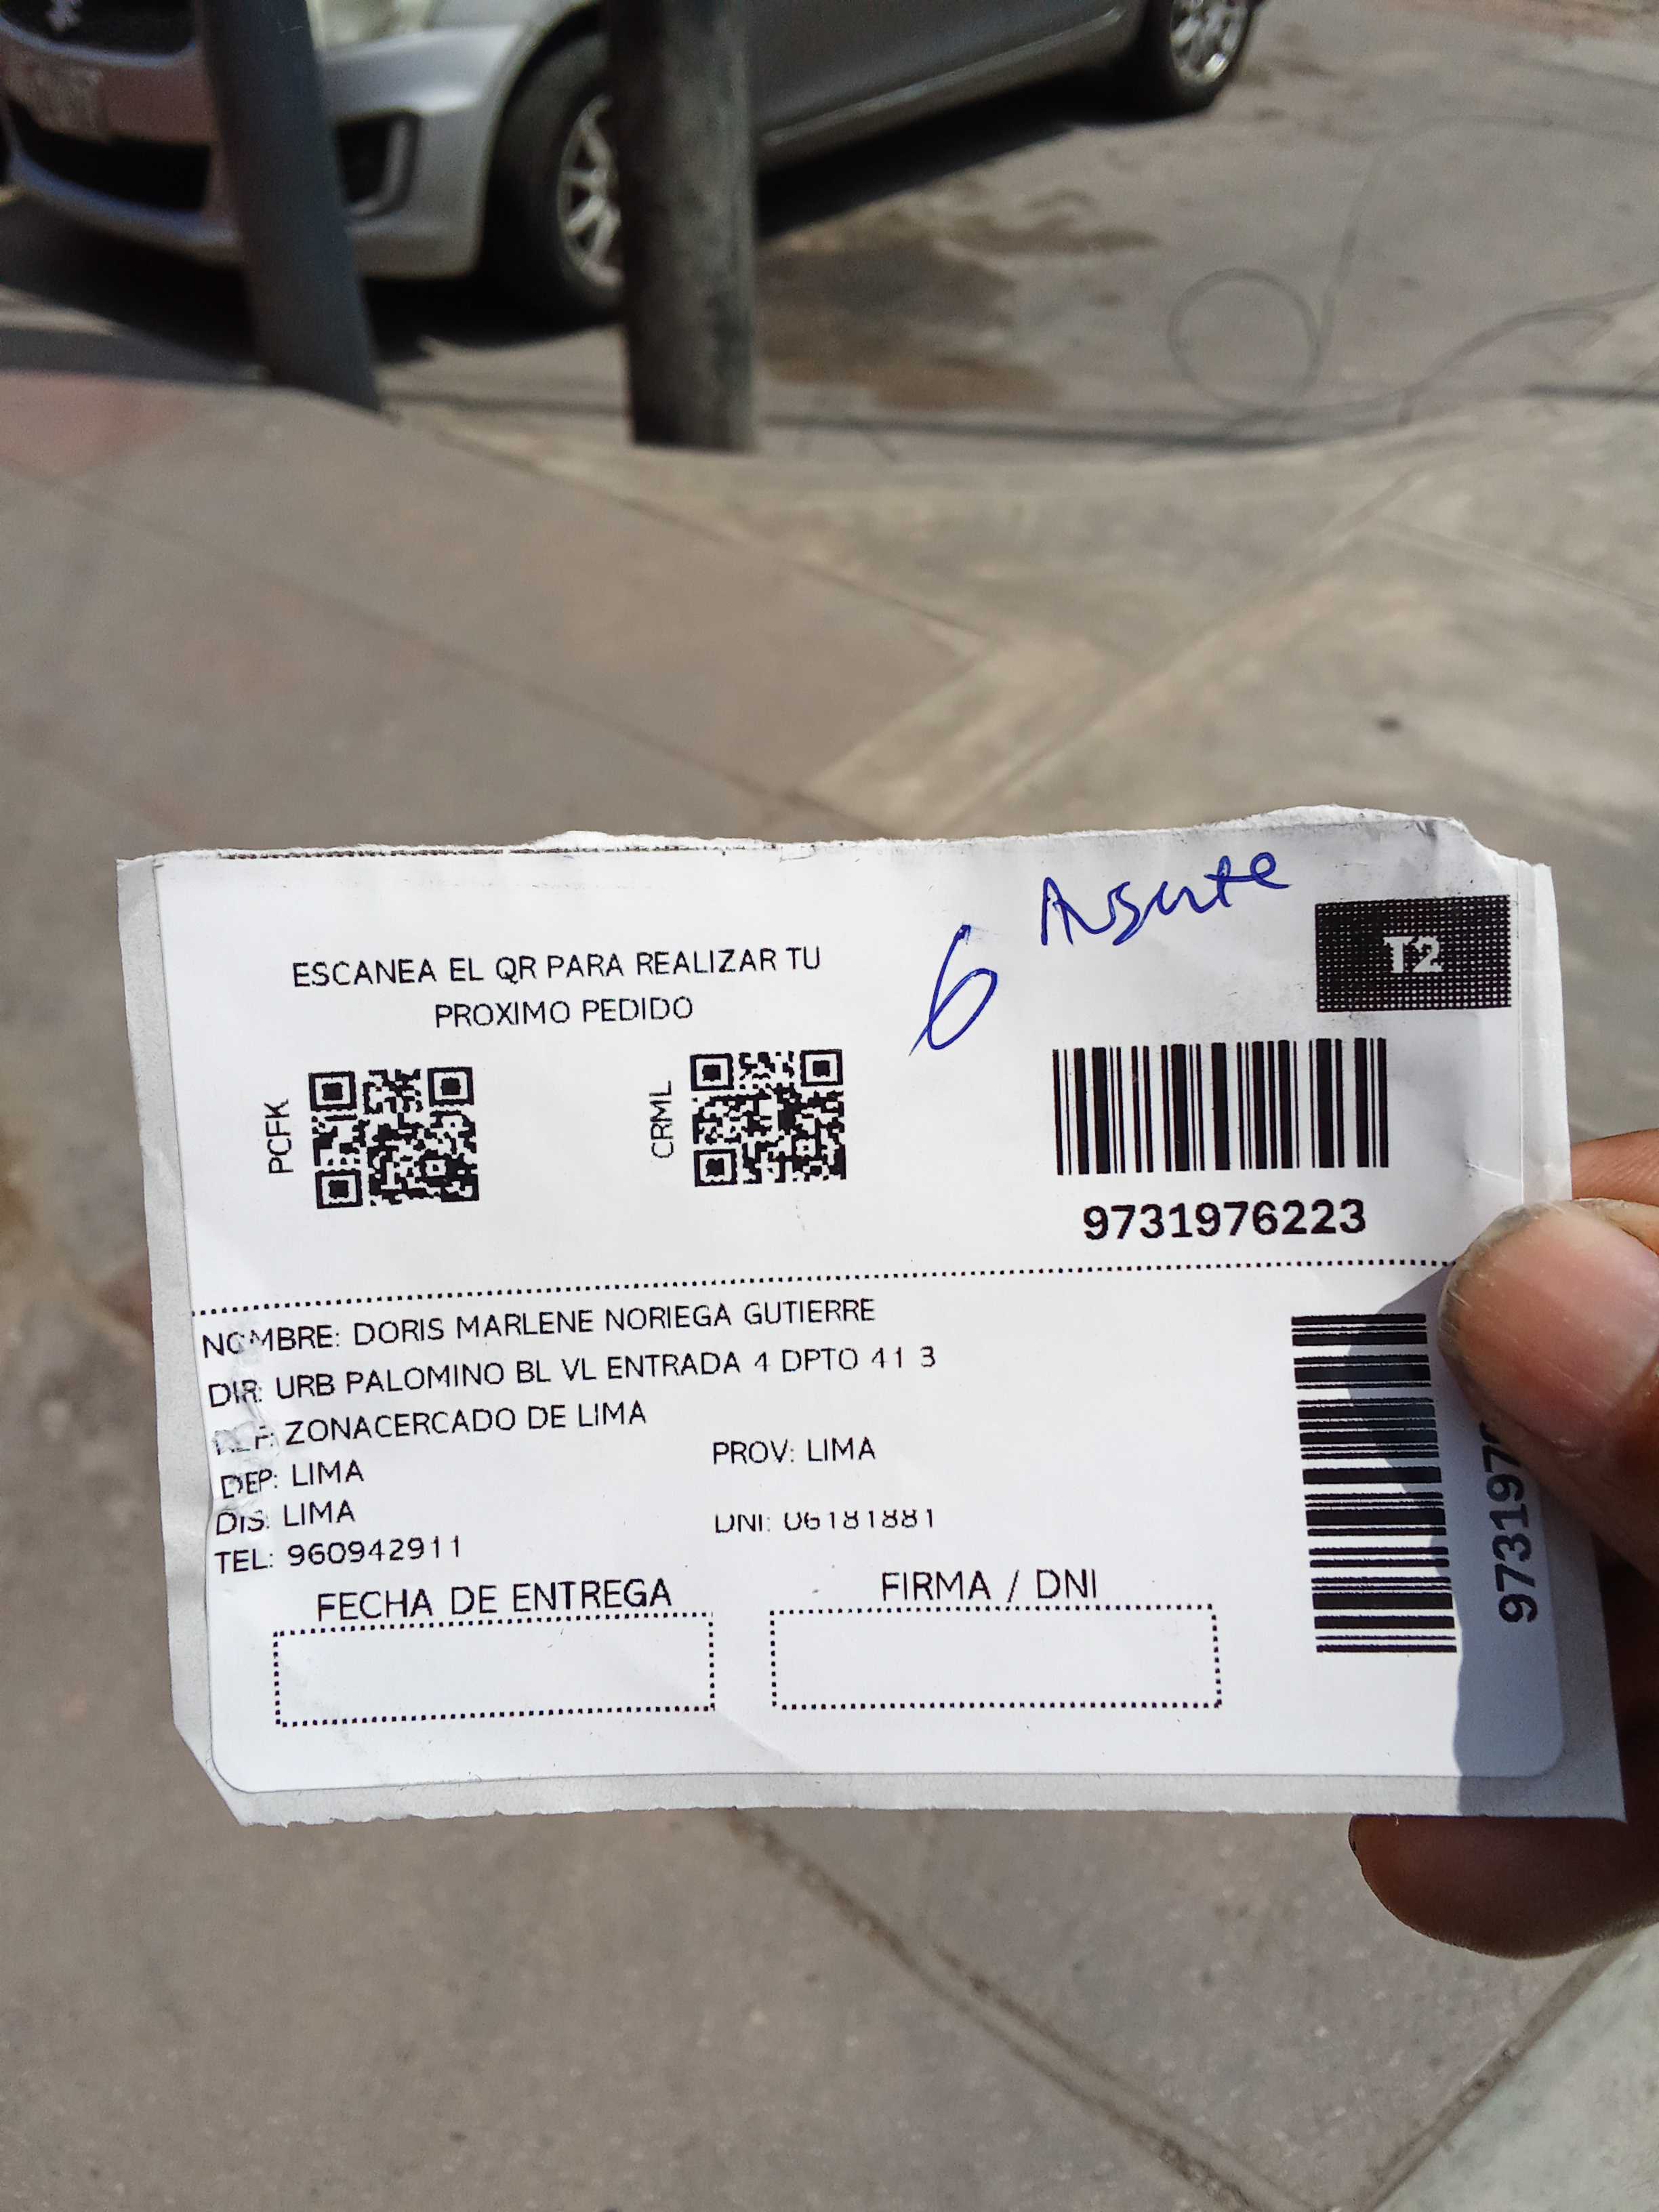 6 Ausente
T2
ESCANEA EL QR PARA REALIZAR TU
PROXIMO PEDIDO
PCFK
CRML
9731976223
NOMBRE: DORIS MARLENE NORIEGA GUTIERRE
DIR: URB PALOMINO BL VL ENTRADA 4 DPTO 41 3
REF: ZONACERCADO DE LIMA
DEP: LIMA
PROV: LIMA
DIS: LIMA
DNI: 06181881
TEL: 960942911
FECHA DE ENTREGA
FIRMA / DNI